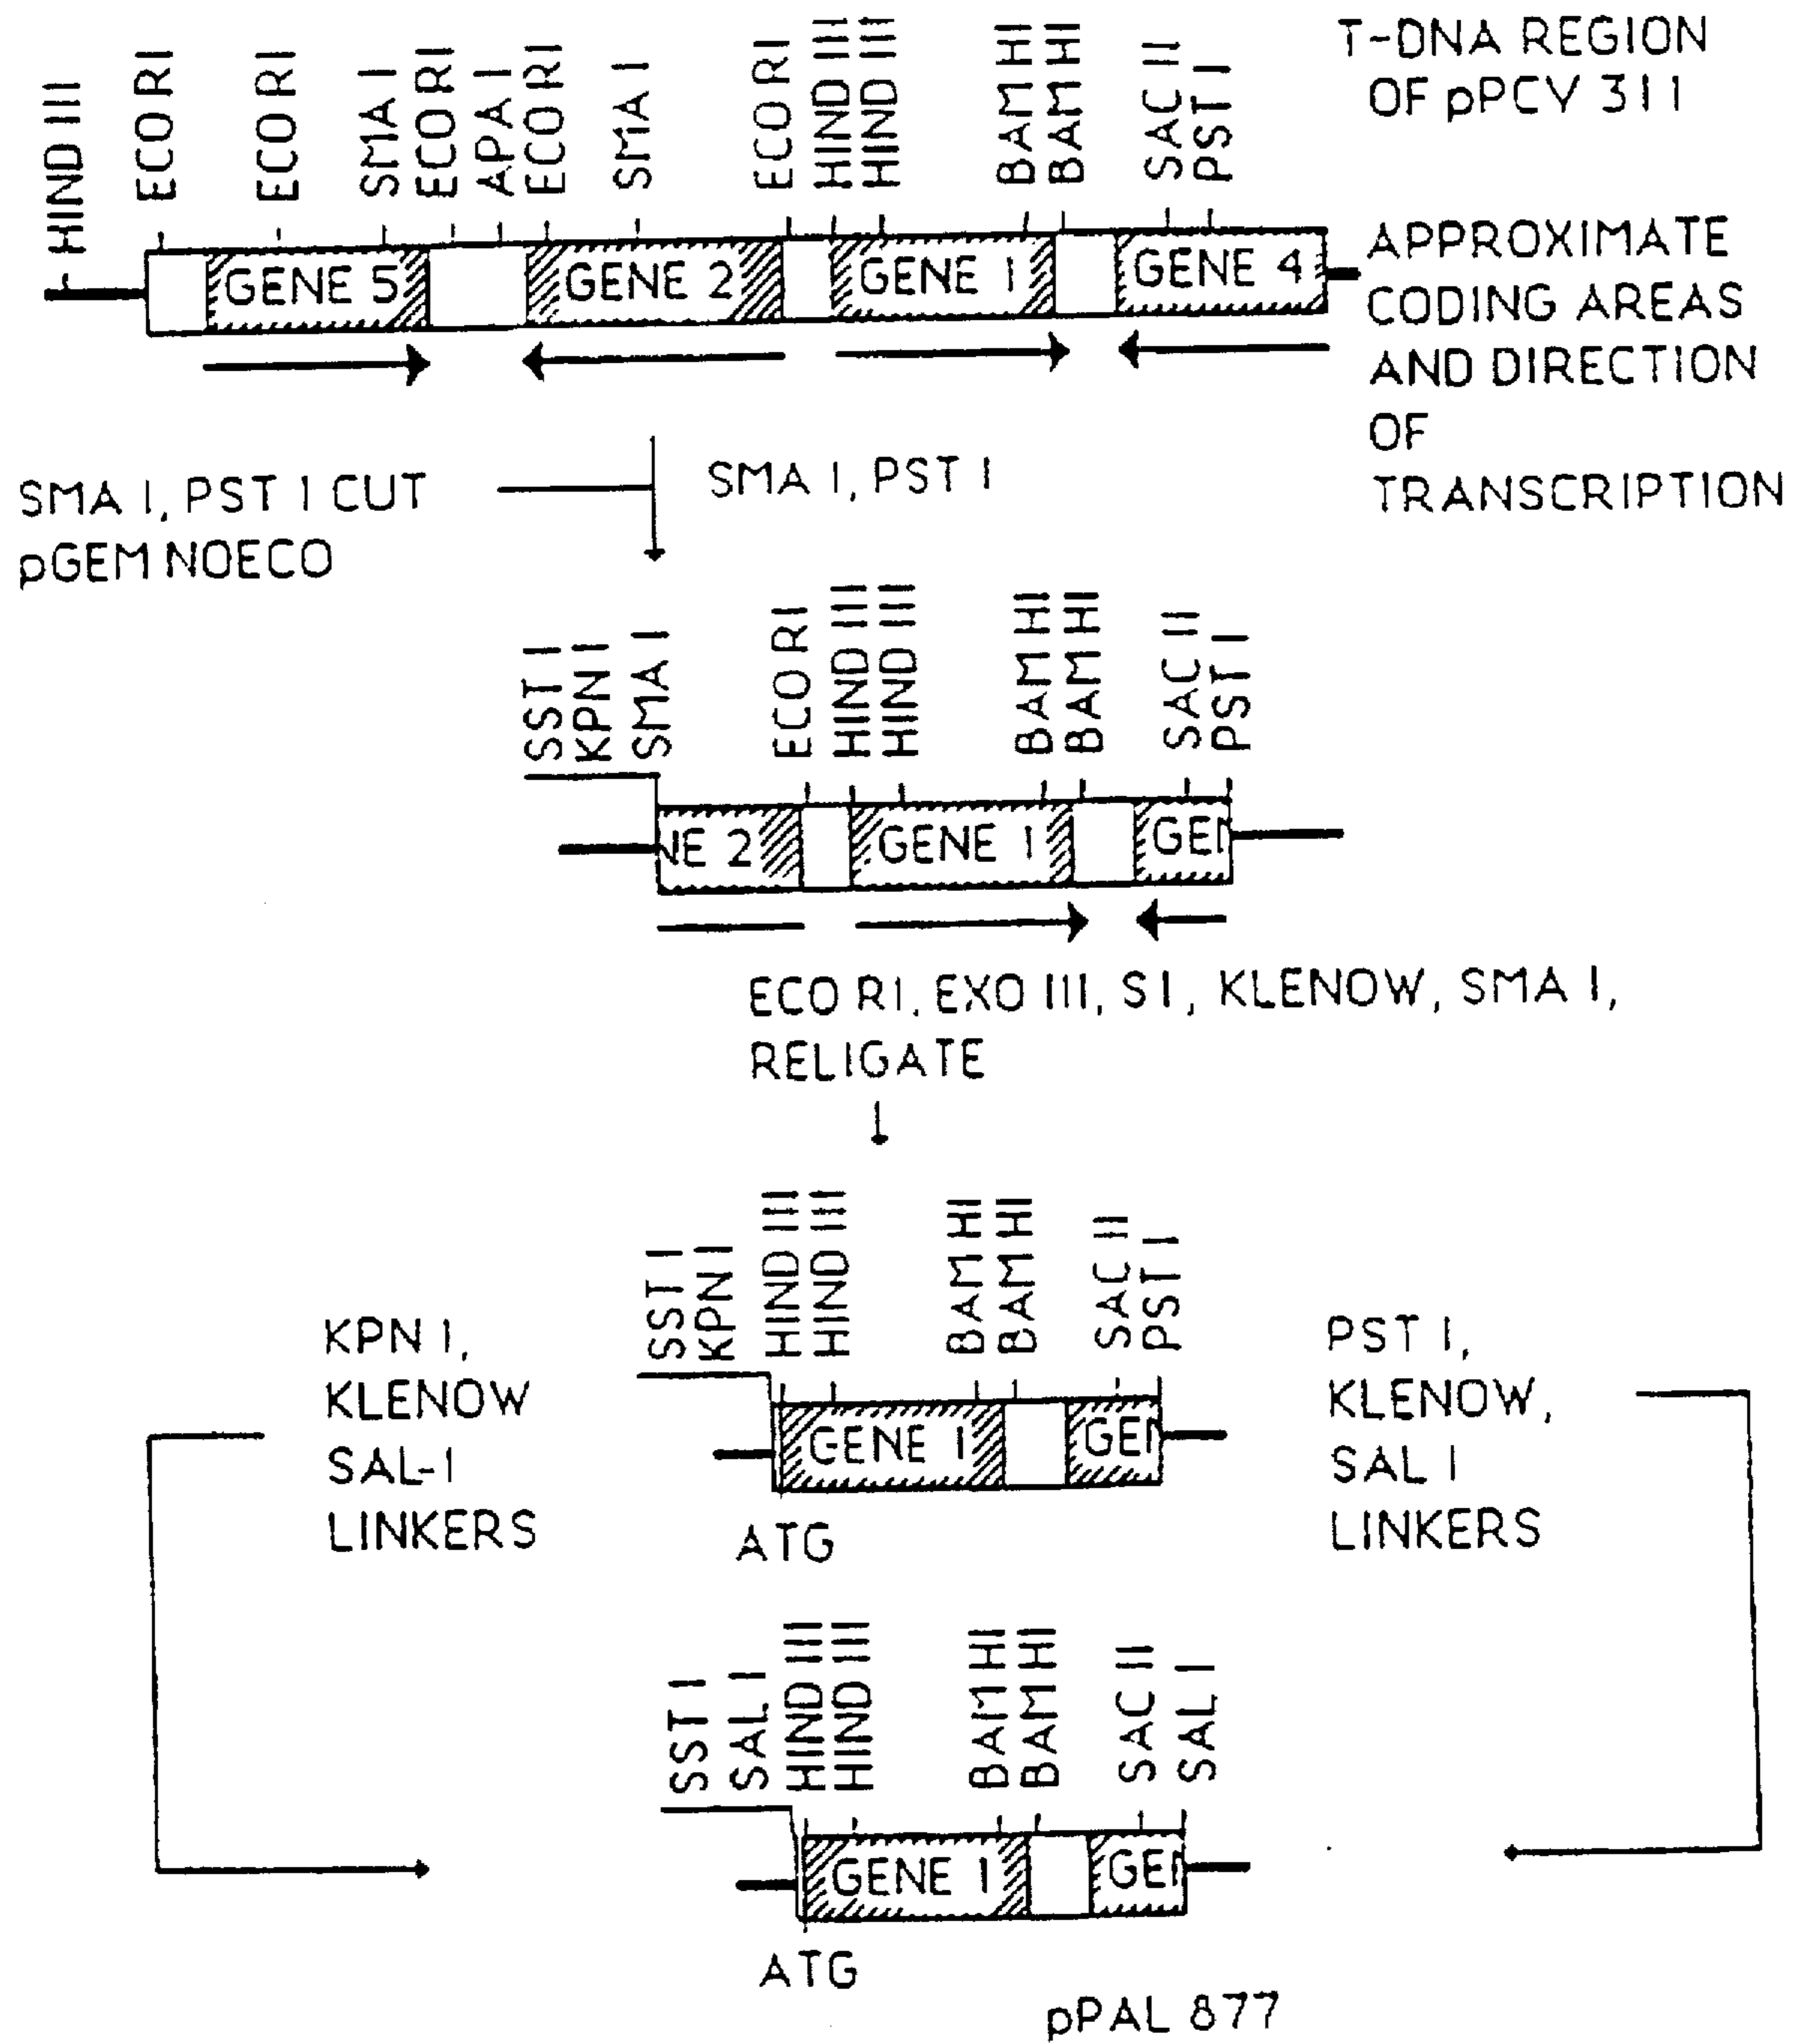 HIND III
ECO RI
ECO RI
SMA I
ECO RI
APA I
ECO RI
SMA I
ECO RI
HIND III
HIND III
BAM HI
BAM HI
SAC II
PST I
T-DNA REGION
OF pPCV 311
GENE 5
GENE 2
GENE 1
GENE 4
APPROXIMATE
CODING AREAS
AND DIRECTION
OF
TRANSCRIPTION
SMA I, PST I CUT
pGEM NOECO
SMA I, PST I
SST I
KPN I
SMA I
ECO RI
HIND III
HIND III
BAM HI
BAM HI
SAC II
PST I
NE 2
GENE 1
GEN
ECO RI, EXO III, S1, KLENOW, SMA I,
RELIGATE
SST I
KPN I
HIND III
HIND III
BAM HI
BAM HI
SAC II
PST I
KPN I,
KLENOW
SAL-1
LINKERS
GENE 1
GEN
ATG
PST I,
KLENOW,
SAL I
LINKERS
SST I
SAL I
HIND III
HIND III
BAM HI
BAM HI
SAC II
SAL I
GENE 1
GEN
ATG
pPAL 877